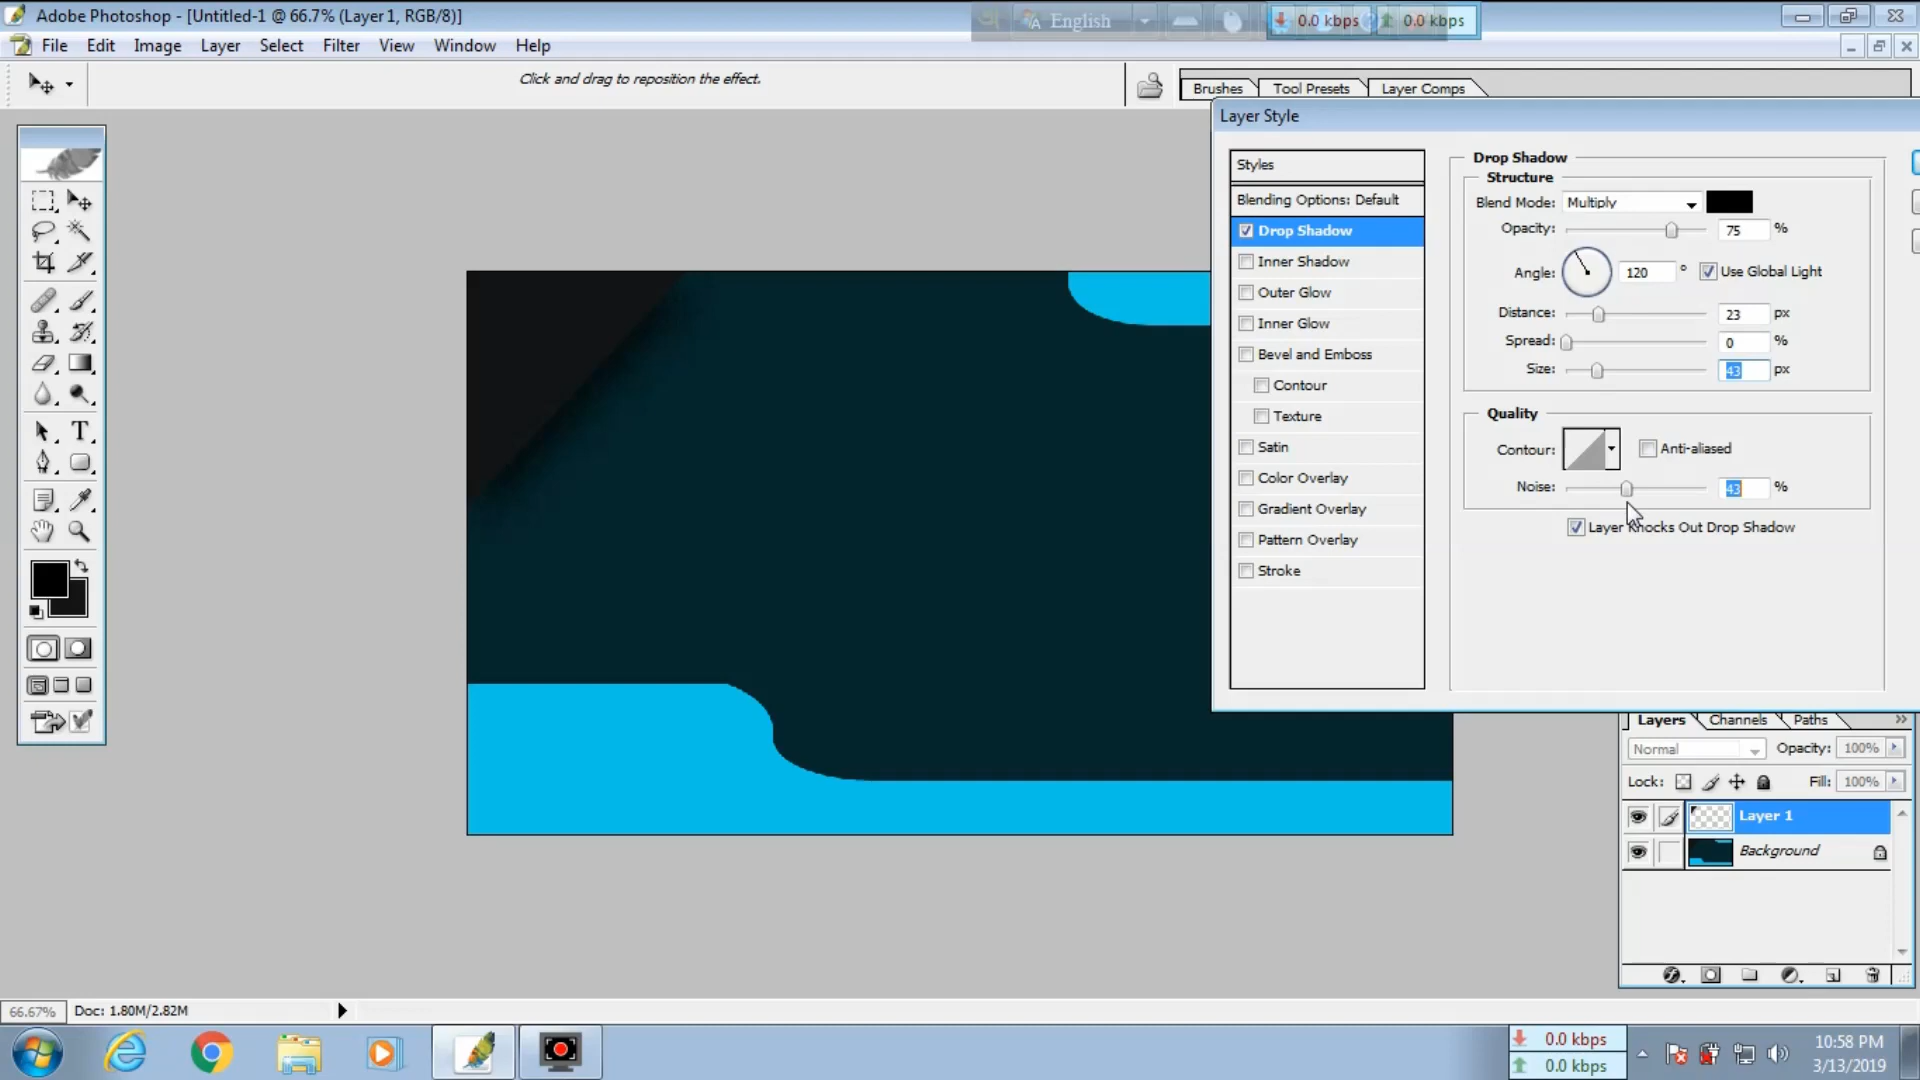 Adobe Photoshop - [Untitled-1 @ 66.7% (Layer 1, RGB/8)]
English
0.0 kbps
0.0 kbps
File Edit Image Layer Select Filter View Window Help
Click and drag to reposition the effect.
Brushes Tool Presets Layer Comps
Layer Style
Styles
Blending Options: Default
Drop Shadow
Inner Shadow
Outer Glow
Inner Glow
Bevel and Emboss
Contour
Texture
Satin
Color Overlay
Gradient Overlay
Pattern Overlay
Stroke
Drop Shadow
Structure
Blend Mode: Multiply
Opacity: 75 %
Angle: 120 ° Use Global Light
Distance: 23 px
Spread: 0 %
Size: 43 px
Quality
Contour: Anti-aliased
Noise: 43 %
Layer Knocks Out Drop Shadow
T
Layers Channels Paths
Normal Opacity: 100%
Lock: Fill: 100%
Layer 1
Background
66.67% Doc: 1.80M/2.82M
0.0 kbps
0.0 kbps
10:58 PM
3/13/2019